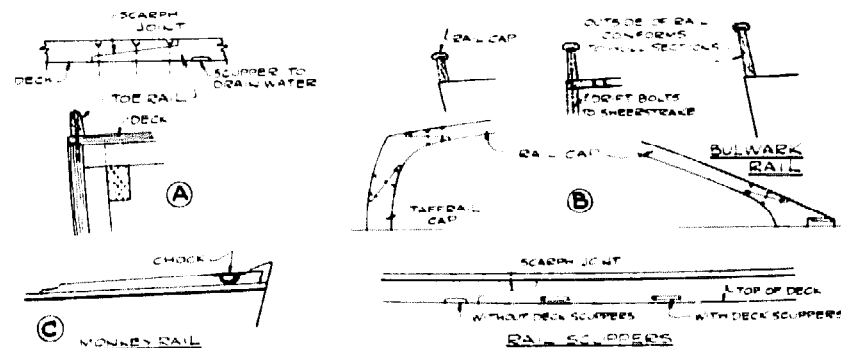 SCARPH
JOINT
DECK
SCUPPER TO
DRAIN WATER
TOE RAIL
DECK
A
RAIL CAP
OUTSIDE OF RAIL
CONFORMS
TO HULL SECTIONS
DRIFT BOLTS
TO SHEERSTRAKE
BULWARK
RAIL
RAIL CAP
TAFFRAIL
CAP
B
CHOCK
C
MONKEY RAIL
SCARPH JOINT
TOP OF DECK
WITHOUT DECK SCUPPERS
WITH DECK SCUPPERS
RAIL SCUPPERS